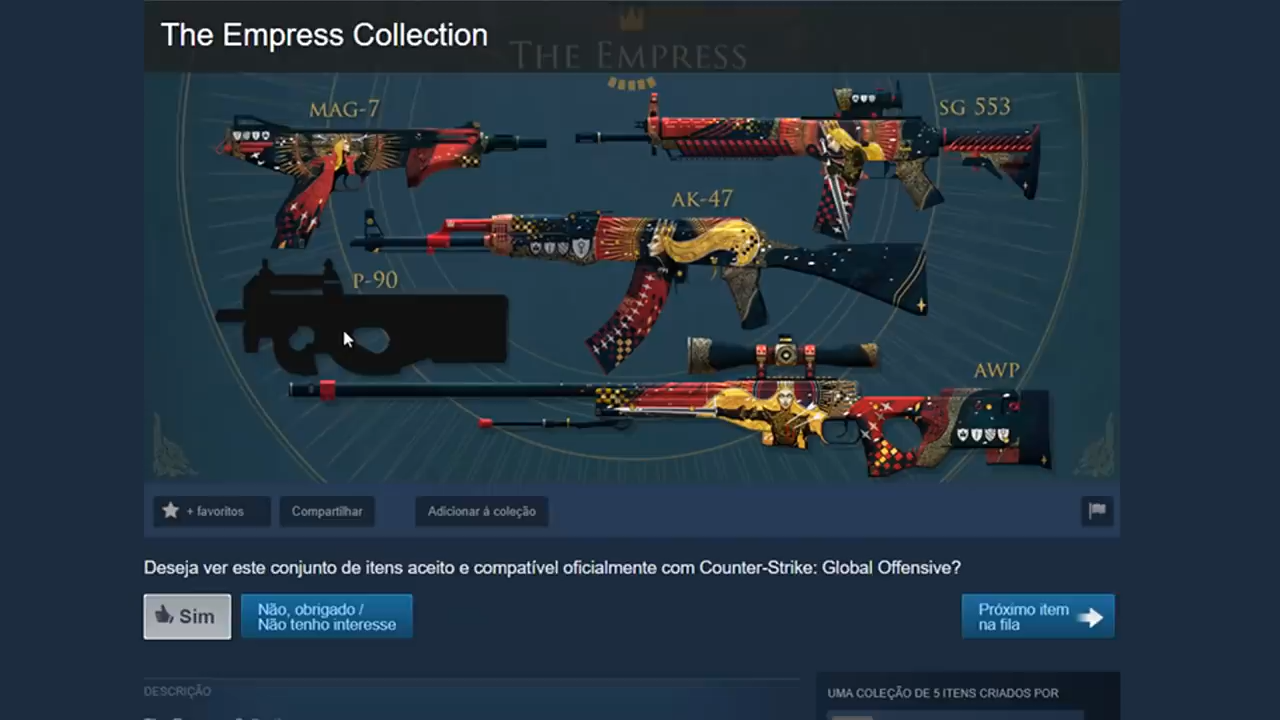 The Empress Collection
THE EMPRESS
MAG-7
SG 553
AK-47
P-90
AWP
+ favoritos
Compartilhar
Adicionar á coleção
Deseja ver este conjunto de itens aceito e compatível oficialmente com Counter-Strike: Global Offensive?
Sim
Não, obrigado /
Não tenho interesse
Próximo item
na fila
DESCRIÇÃO
UMA COLEÇÃO DE 5 ITENS CRIADOS POR